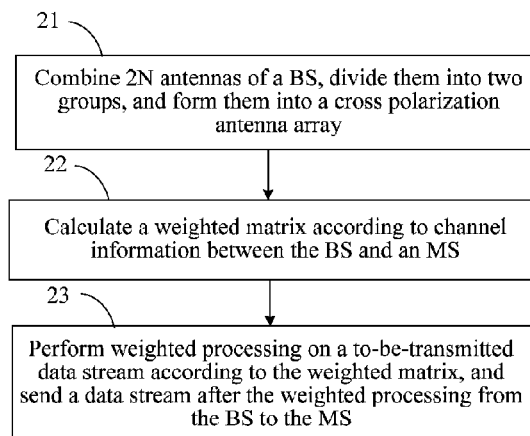 21
Combine 2N antennas of a BS, divide them into two
groups, and form them into a cross polarization
antenna array
22
Calculate a weighted matrix according to channel
information between the BS and an MS
23
Perform weighted processing on a to-be-transmitted
data stream according to the weighted matrix, and
send a data stream after the weighted processing from
the BS to the MS